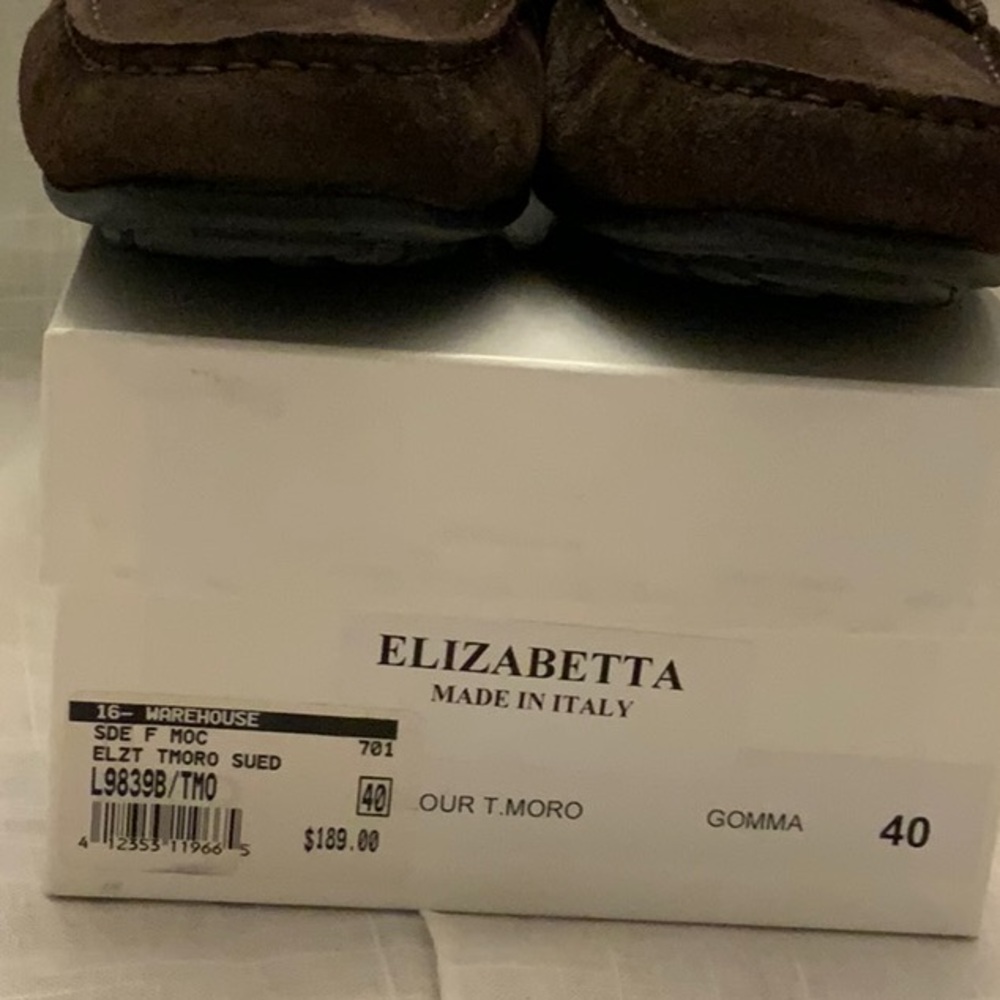 ELIZABETTA
MADE IN ITALY
16- WAREHOUSE
SDE F MOC 701
ELZT TMORO SUED
L9839B/TMO 40
4 12353 11966 5 $189.00
OUR T.MORO GOMMA 40